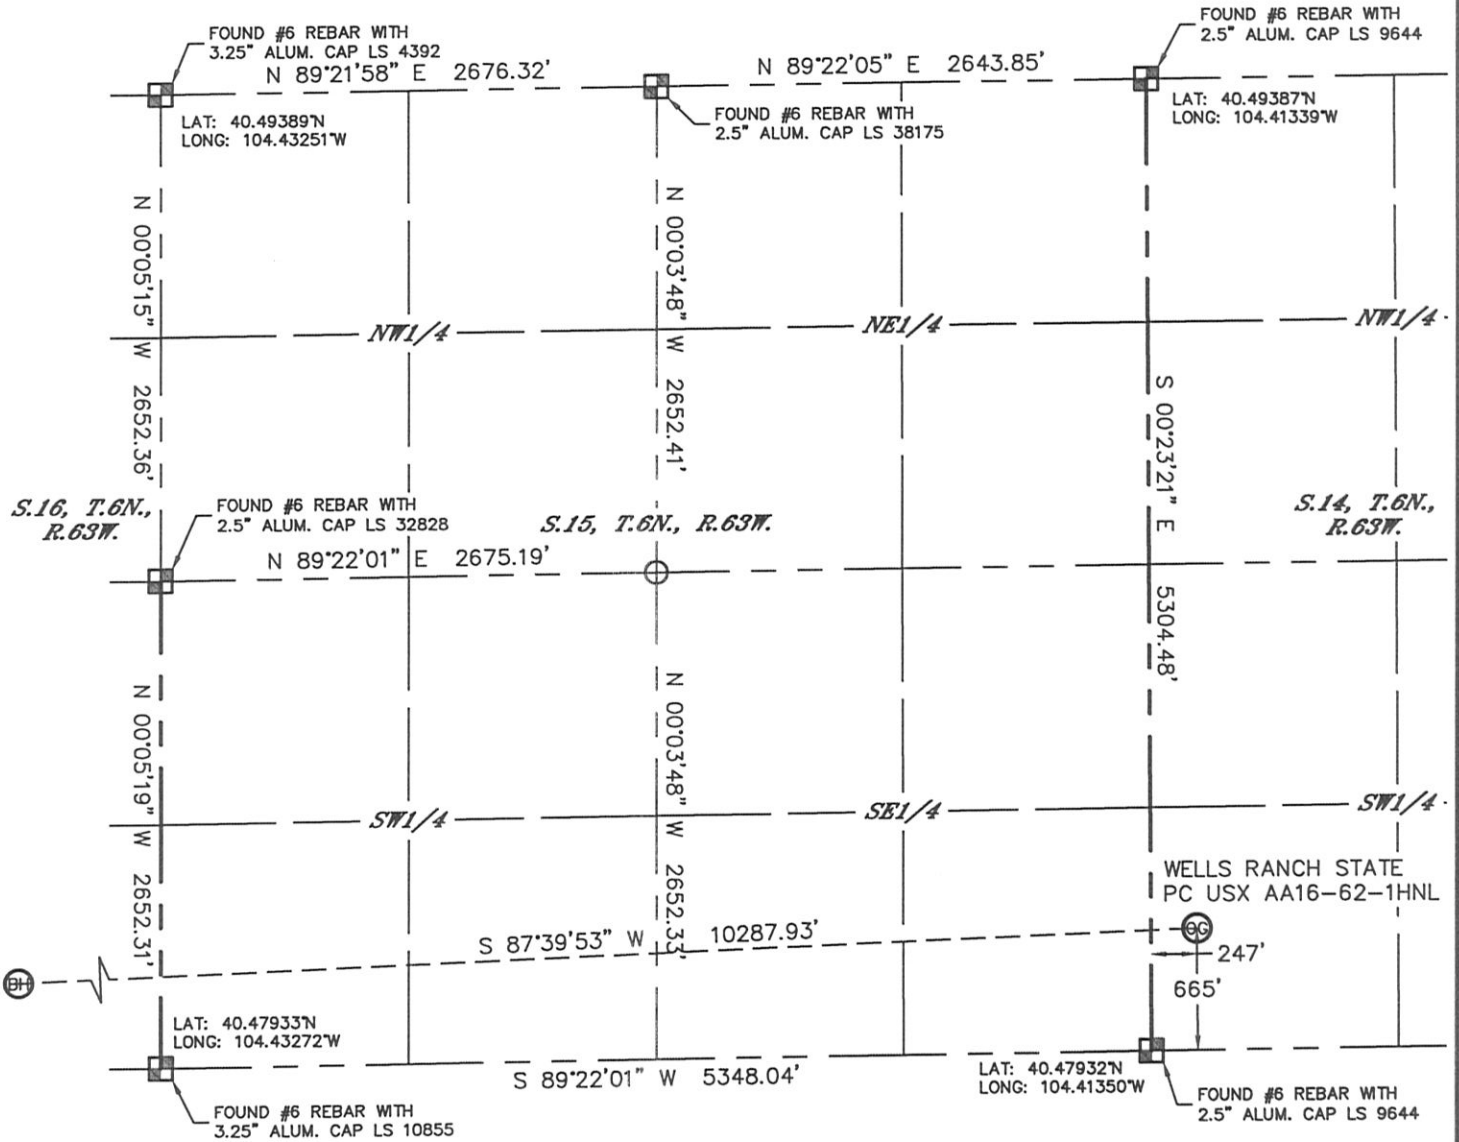 FOUND #6 REBAR WITH
3.25" ALUM. CAP LS 4392
N 89°21'58" E 2676.32'
N 89°22'05" E 2643.85'
FOUND #6 REBAR WITH
2.5" ALUM. CAP LS 9644
LAT: 40.49389°N
LONG: 104.43251°W
FOUND #6 REBAR WITH
2.5" ALUM. CAP LS 38175
LAT: 40.49387°N
LONG: 104.41339°W
N 00°05'15" W 2652.36'
N 00°03'48" W 2652.41'
NW1/4
NE1/4
NW1/4
S 00°23'21" E 5304.48'
S.16, T.6N.,
R.63W.
FOUND #6 REBAR WITH
2.5" ALUM. CAP LS 32828
S.15, T.6N., R.63W.
S.14, T.6N.,
R.63W.
N 89°22'01" E 2675.19'
N 00°05'19" W 2652.31'
N 00°03'48" W 2652.33'
SW1/4
SE1/4
SW1/4
WELLS RANCH STATE
PC USX AA16-62-1HNL
OG
S 87°39'53" W 10287.93'
247'
665'
BH
LAT: 40.47933°N
LONG: 104.43272°W
S 89°22'01" W 5348.04'
LAT: 40.47932°N
LONG: 104.41350°W
FOUND #6 REBAR WITH
3.25" ALUM. CAP LS 10855
FOUND #6 REBAR WITH
2.5" ALUM. CAP LS 9644